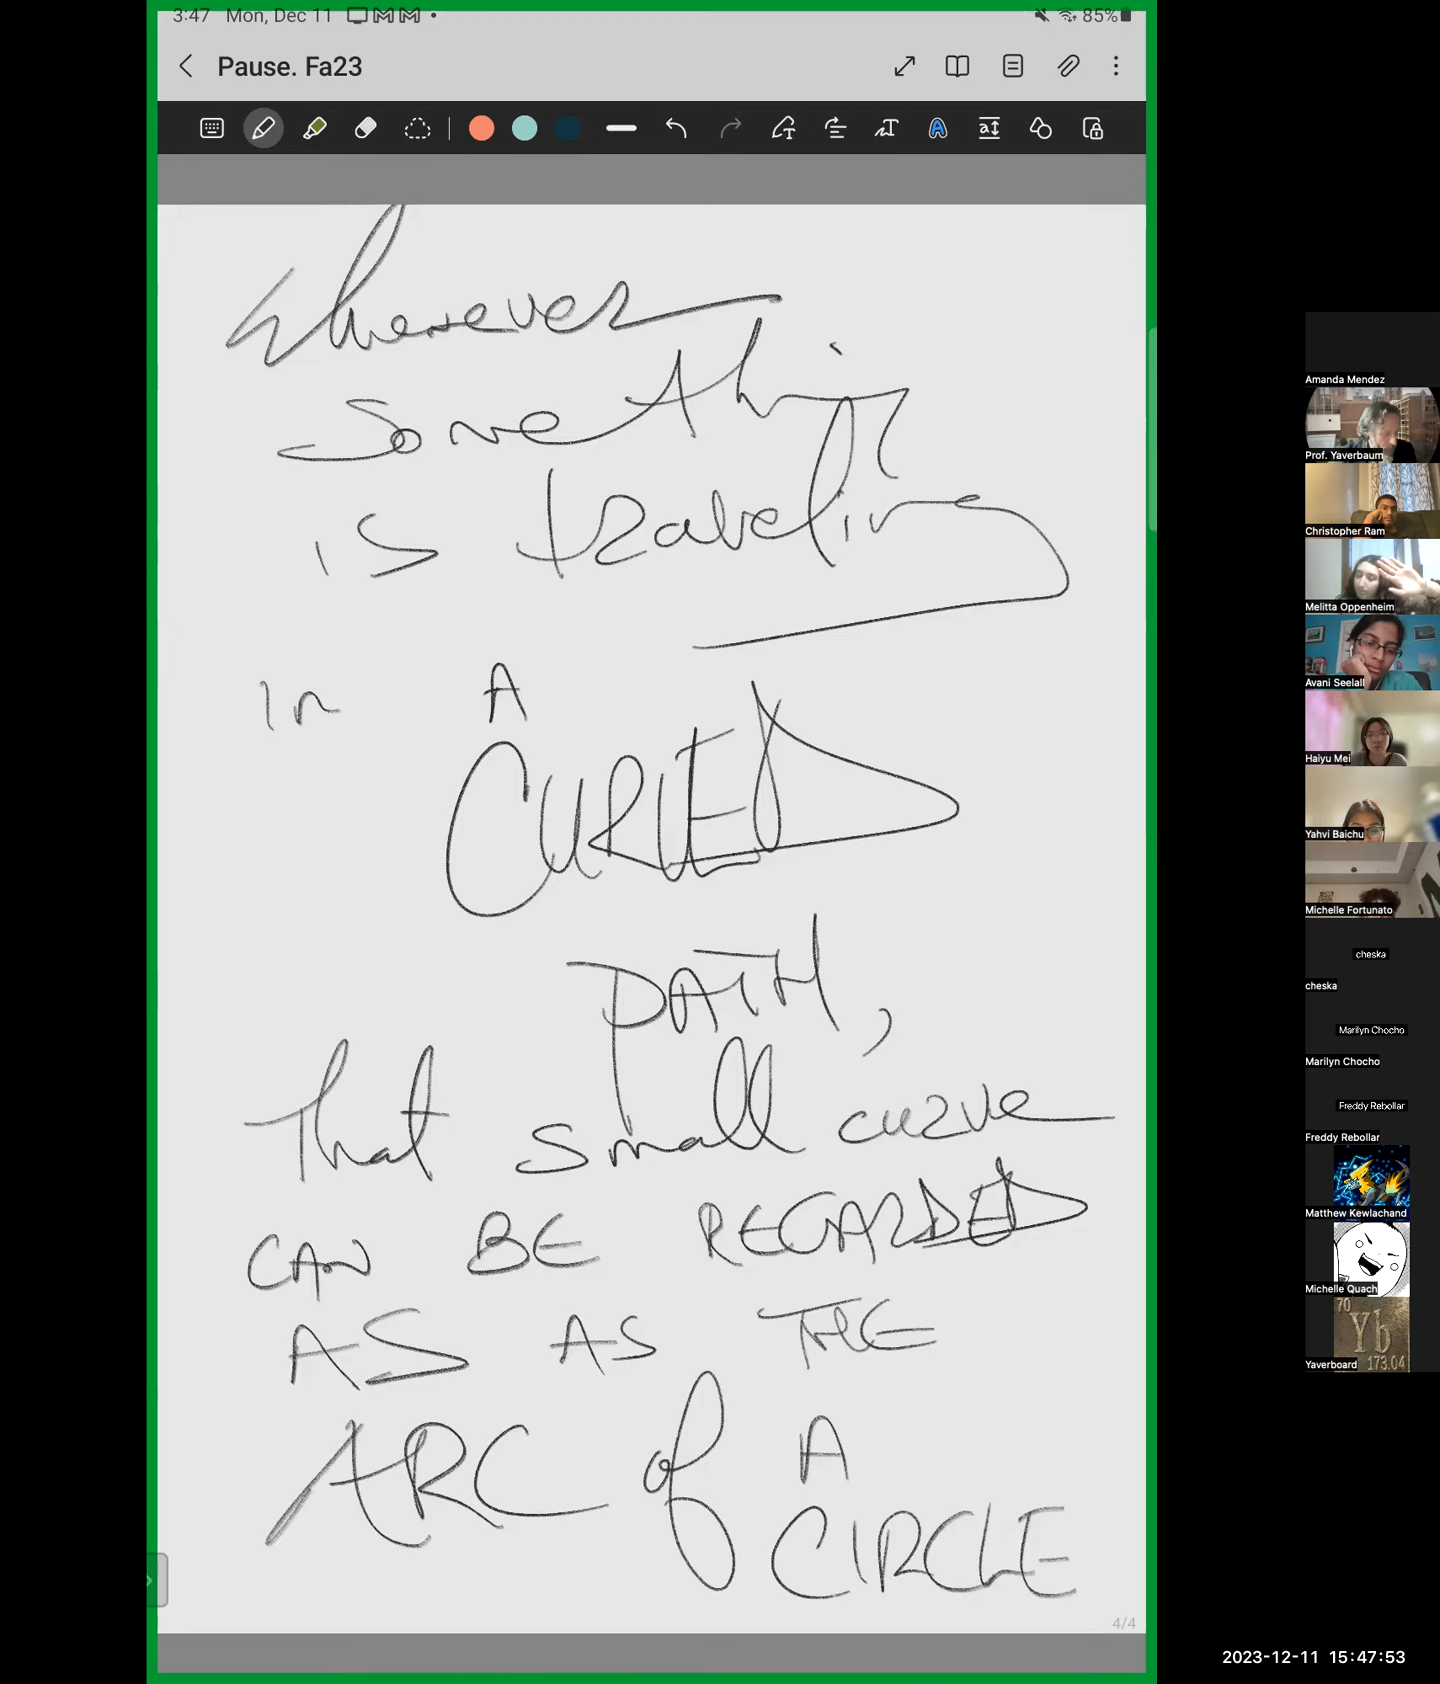 3:47 Mon, Dec 11 85%
Pause. Fa23
Wherever
something
is traveling
in A
CURVED
PATH,
That small curve
CAN BE REGARDED
AS AS THE
ARC of A
CIRCLE
4/4
Amanda Mendez
Prof. Yaverbaum
Christopher Ram
Melitta Oppenheim
Avani Seelall
Haiyu Mei
Yahvi Baichu
Michelle Fortunato
cheska
cheska
Marilyn Chocho
Marilyn Chocho
Freddy Rebollar
Freddy Rebollar
Matthew Kewlachand
Michelle Quach
70
Yb
Yaverboard 173.04
2023-12-11 15:47:53